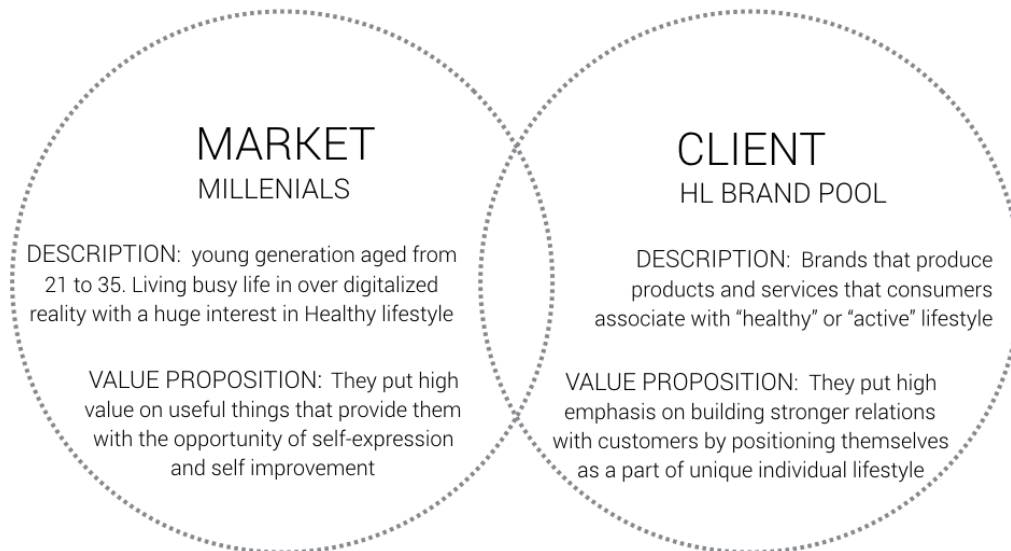 MARKET
MILLENIALS
DESCRIPTION: young generation aged from
21 to 35. Living busy life in over digitalized
reality with a huge interest in Healthy lifestyle
VALUE PROPOSITION: They put high
value on useful things that provide them
with the opportunity of self-expression
and self improvement
CLIENT
HL BRAND POOL
DESCRIPTION: Brands that produce
products and services that consumers
associate with “healthy” or “active” lifestyle
VALUE PROPOSITION: They put high
emphasis on building stronger relations
with customers by positioning themselves
as a part of unique individual lifestyle